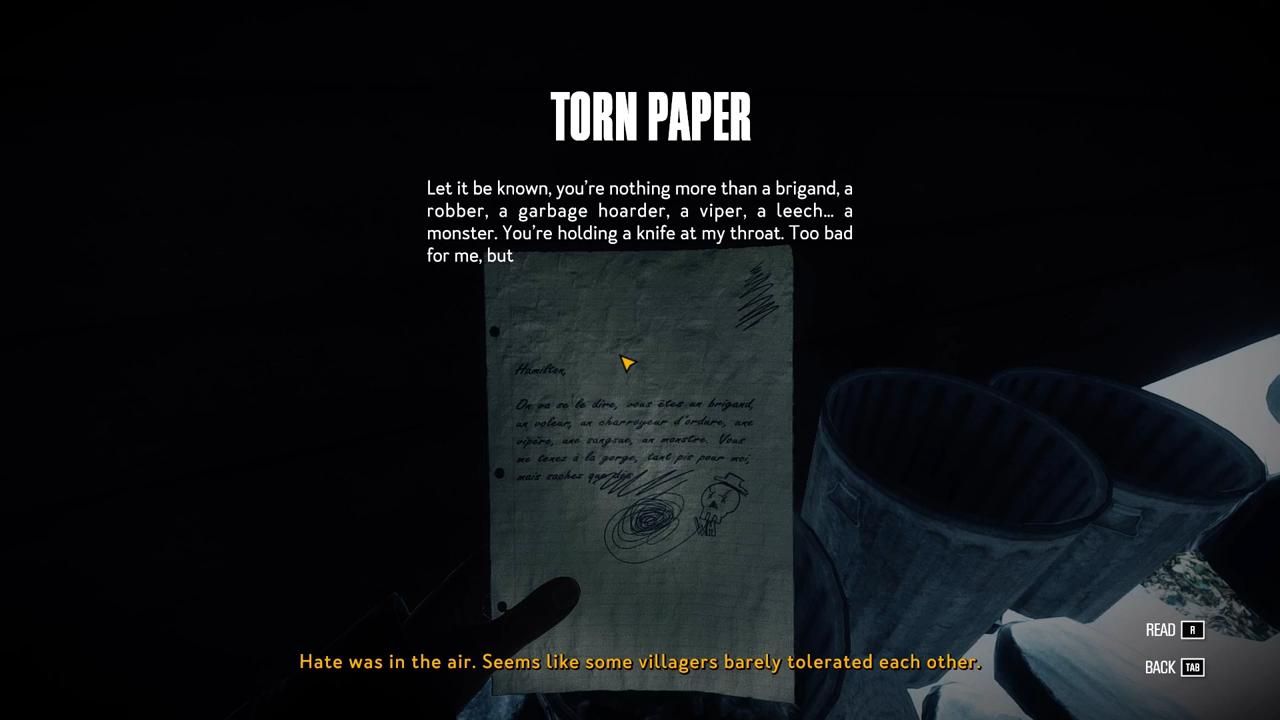 TORN PAPER
Let it be known, you're nothing more than a brigand, a
robber, a garbage hoarder, a viper, a leech... a
monster. You're holding a knife at my throat. Too bad
for me, but
Hamilton,
On va se le dire, vous êtes un brigand,
un voleur, un charroyeur d'ordure, une
vipère, une sangsue, un monstre. Vous
me tenez à la gorge, tant pis pour moi,
mais saches que
READ R
Hate was in the air. Seems like some villagers barely tolerated each other.
BACK TAB